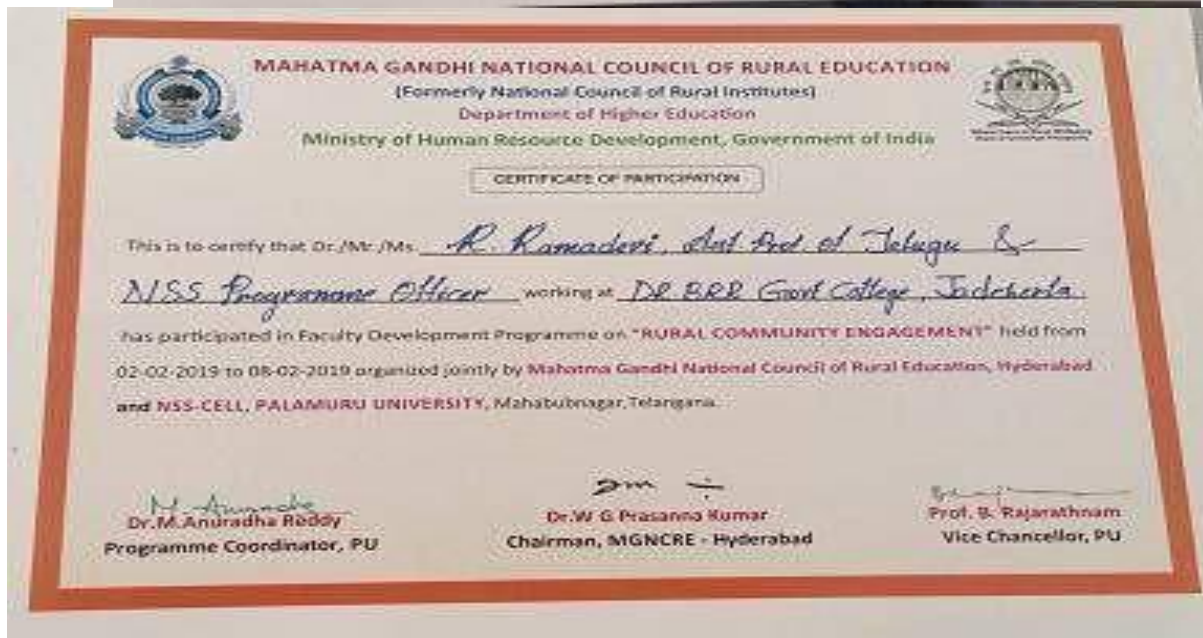 MAHATMA GANDHI NATIONAL COUNCIL OF RURAL EDUCATION
(Formerly National Council of Rural Institutes)
Department of Higher Education
Ministry of Human Resource Development, Government of India
CERTIFICATE OF PARTICIPATION
This is to certify that Dr./Mr./Ms. R. Ramadevi, Prof of Telugu &
NSS Programme Officer working at DR BRR Govt College, Jadcherla
has participated in Faculty Development Programme on "RURAL COMMUNITY ENGAGEMENT" held from
02-02-2019 to 08-02-2019 organized jointly by Mahatma Gandhi National Council of Rural Education, Hyderabad
and NSS-CELL, PALAMURU UNIVERSITY, Mahabubnagar, Telangana.
M. Anuradha
Dr.M.Anuradha Reddy
Dr.W G Prasanna Kumar
Prof. B. Rajarathnam
Programme Coordinator, PU
Chairman, MGNCRE - Hyderabad
Vice Chancellor, PU